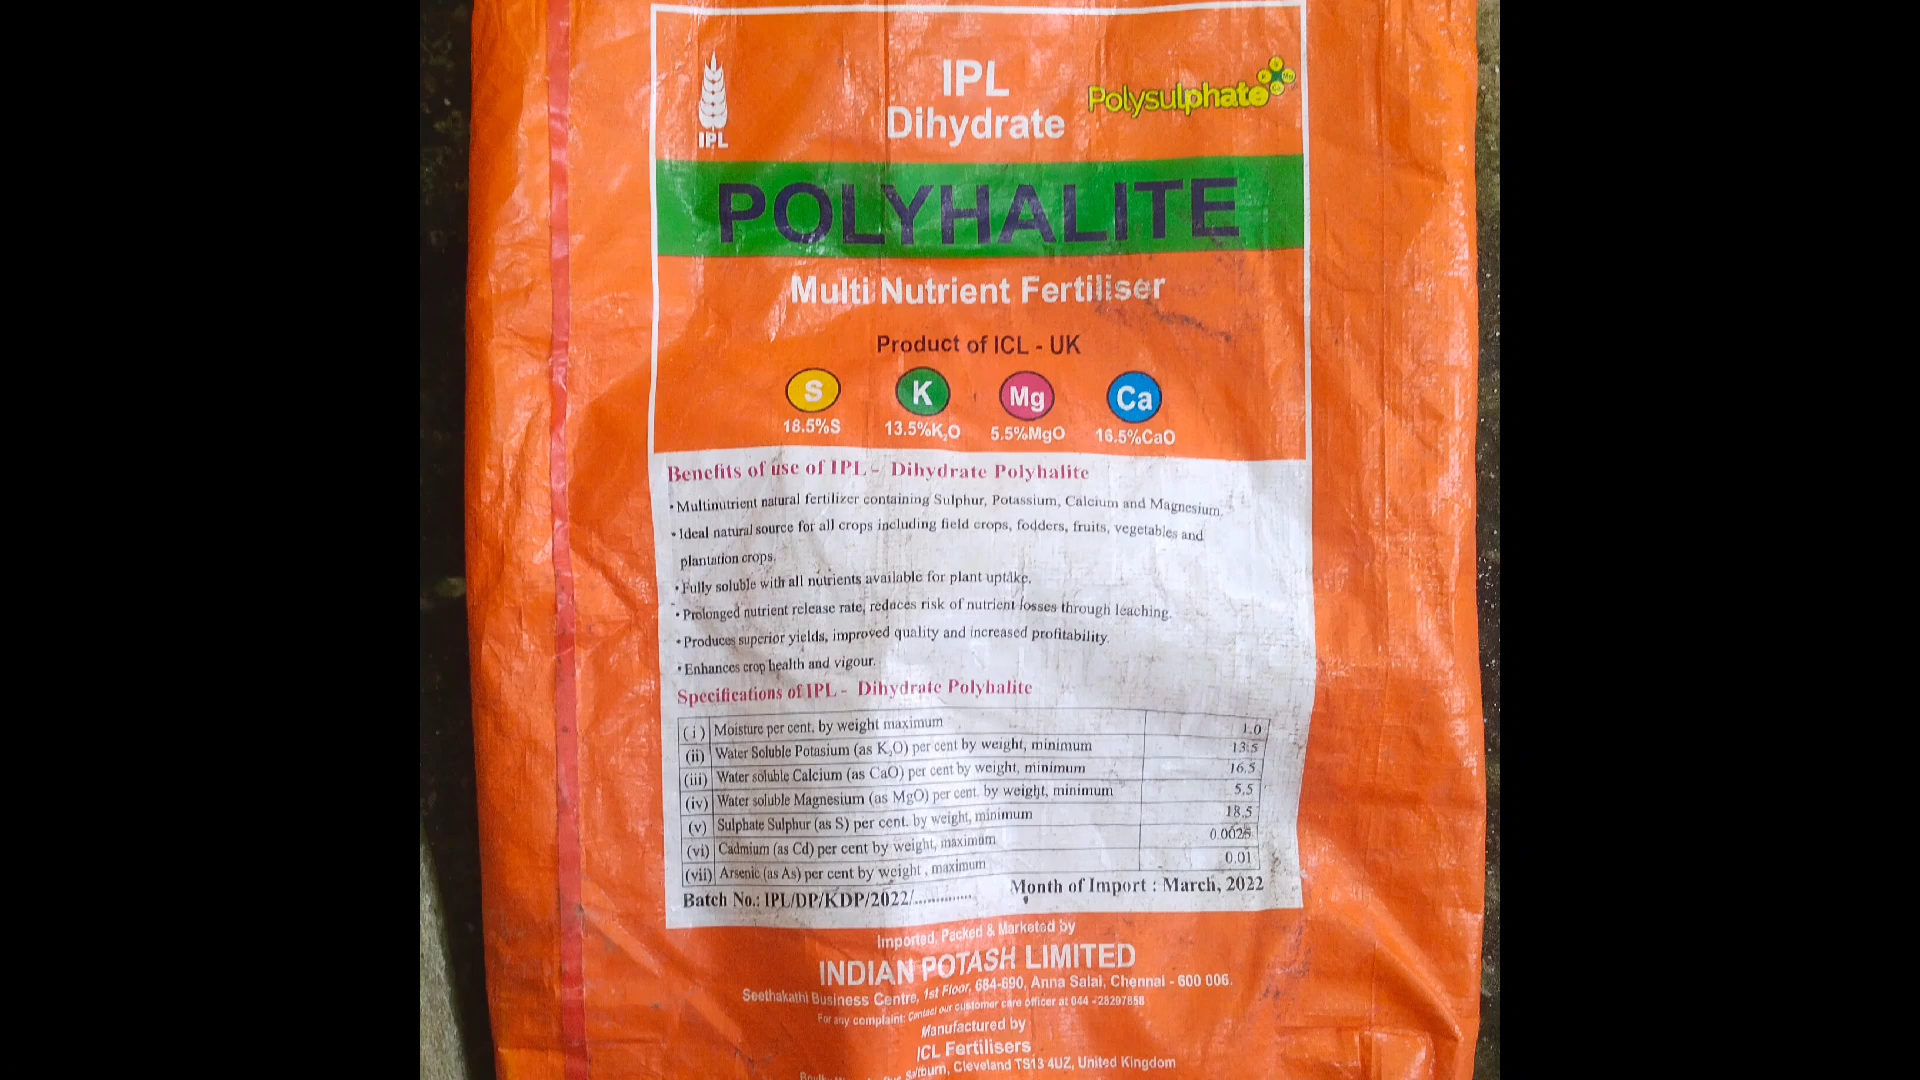 IPL
IPL
Dihydrate
Polysulphate
POLYHALITE
Multi Nutrient Fertiliser
Product of ICL - UK
S K Mg Ca
18.5%S 13.5%K₂O 5.5%MgO 16.5%CaO
Benefits of use of IPL - Dihydrate Polyhalite
• Multinutrient natural fertilizer containing Sulphur, Potassium, Calcium and Magnesium.
• Ideal natural source for all crops including field crops, fodders, fruits, vegetables and
plantation crops.
• Fully soluble with all nutrients available for plant uptake.
• Prolonged nutrient release rate, reduces risk of nutrient losses through leaching.
• Produces superior yields, improved quality and increased profitability.
• Enhances crop health and vigour.
Specifications of IPL - Dihydrate Polyhalite
(i) Moisture per cent. by weight maximum 1.0
(ii) Water Soluble Potasium (as K₂O) per cent by weight, minimum 13.5
(iii) Water soluble Calcium (as CaO) per cent by weight, minimum 16.5
(iv) Water soluble Magnesium (as MgO) per cent. by weight, minimum 5.5
(v) Sulphate Sulphur (as S) per cent. by weight, minimum 18.5
(vi) Cadmium (as Cd) per cent by weight, maximum 0.0025
(vii) Arsenic (as As) per cent by weight , maximum 0.01
Batch No.: IPL/DP/KDP/2022/.............. Month of Import : March, 2022
Imported, Packed & Marketed by
INDIAN POTASH LIMITED
Seethakathi Business Centre, 1st Floor, 684-690, Anna Salai, Chennai - 600 006.
For any complaint: Contact our customer care officer at 044 - 28297858
Manufactured by
ICL Fertilisers
Cleveland TS13 4UZ, United Kingdom